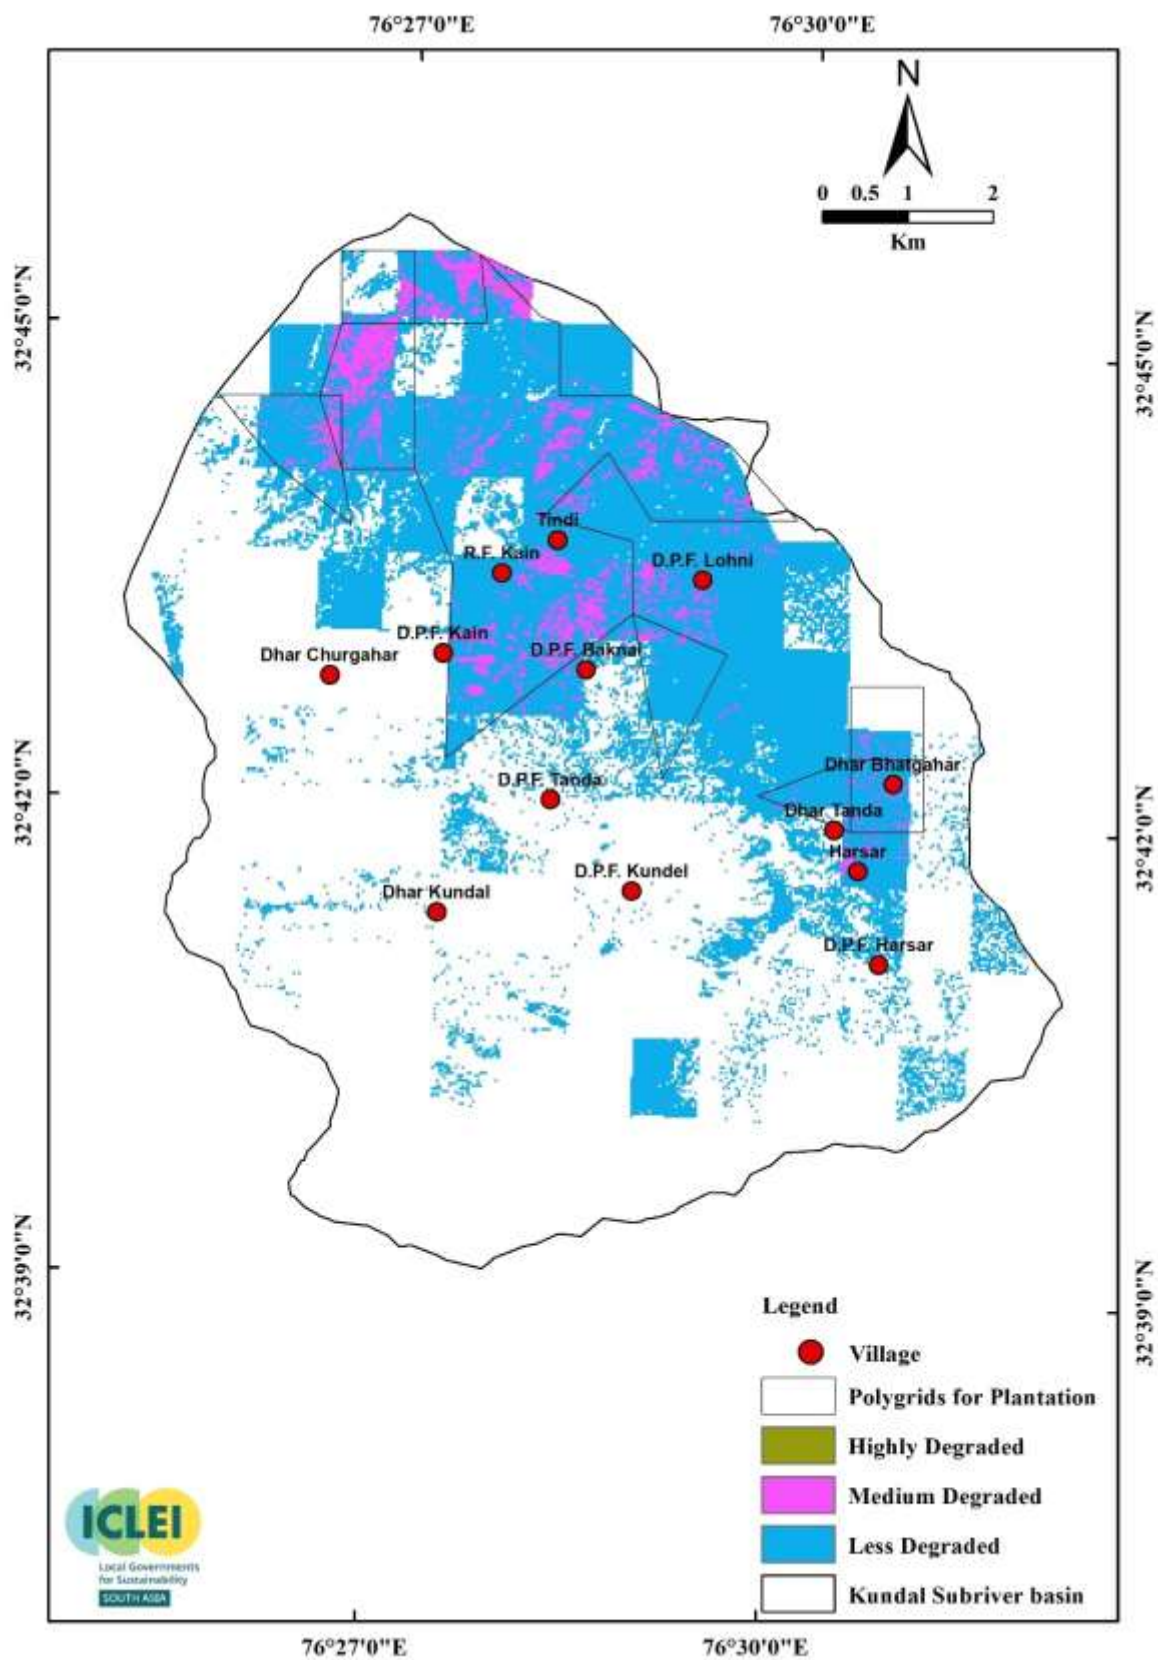 76°27'0"E 76°30'0"E
N
0 0.5 1 2
Km
32°45'0"N
32°45'0"N
Tindi
R.F. Kain
D.P.F. Lohni
D.P.F. Kain
Dhar Churgahar
D.P.F. Baknai
32°42'0"N
Dhar Bhatgahar
D.P.F. Tanda
Dhar Tanda
32°42'0"N
Harsar
D.P.F. Kundel
Dhar Kundal
D.P.F. Harsar
32°39'0"N
32°39'0"N
Legend
Village
Polygrids for Plantation
Highly Degraded
Medium Degraded
Less Degraded
Kundal Subriver basin
ICLEI
Local Governments
for Sustainability
SOUTH ASIA
76°27'0"E 76°30'0"E